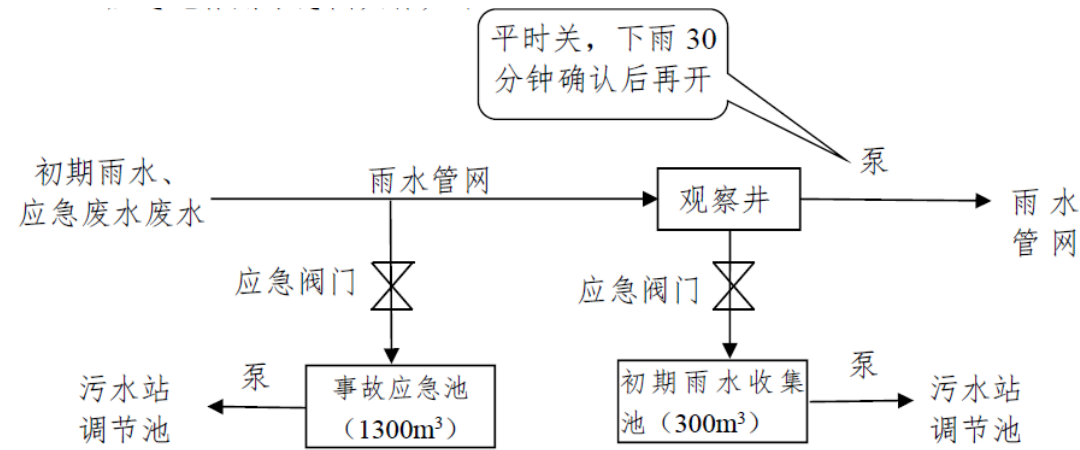 平时关，下雨 30
分钟确认后再开
泵
初期雨水、
应急废水废水
雨水管网
观察井
雨 水
管 网
应急阀门
应急阀门
污水站
调节池
泵
事故应急池
（1300m³）
初期雨水收集
池（300m³）
泵
污水站
调节池